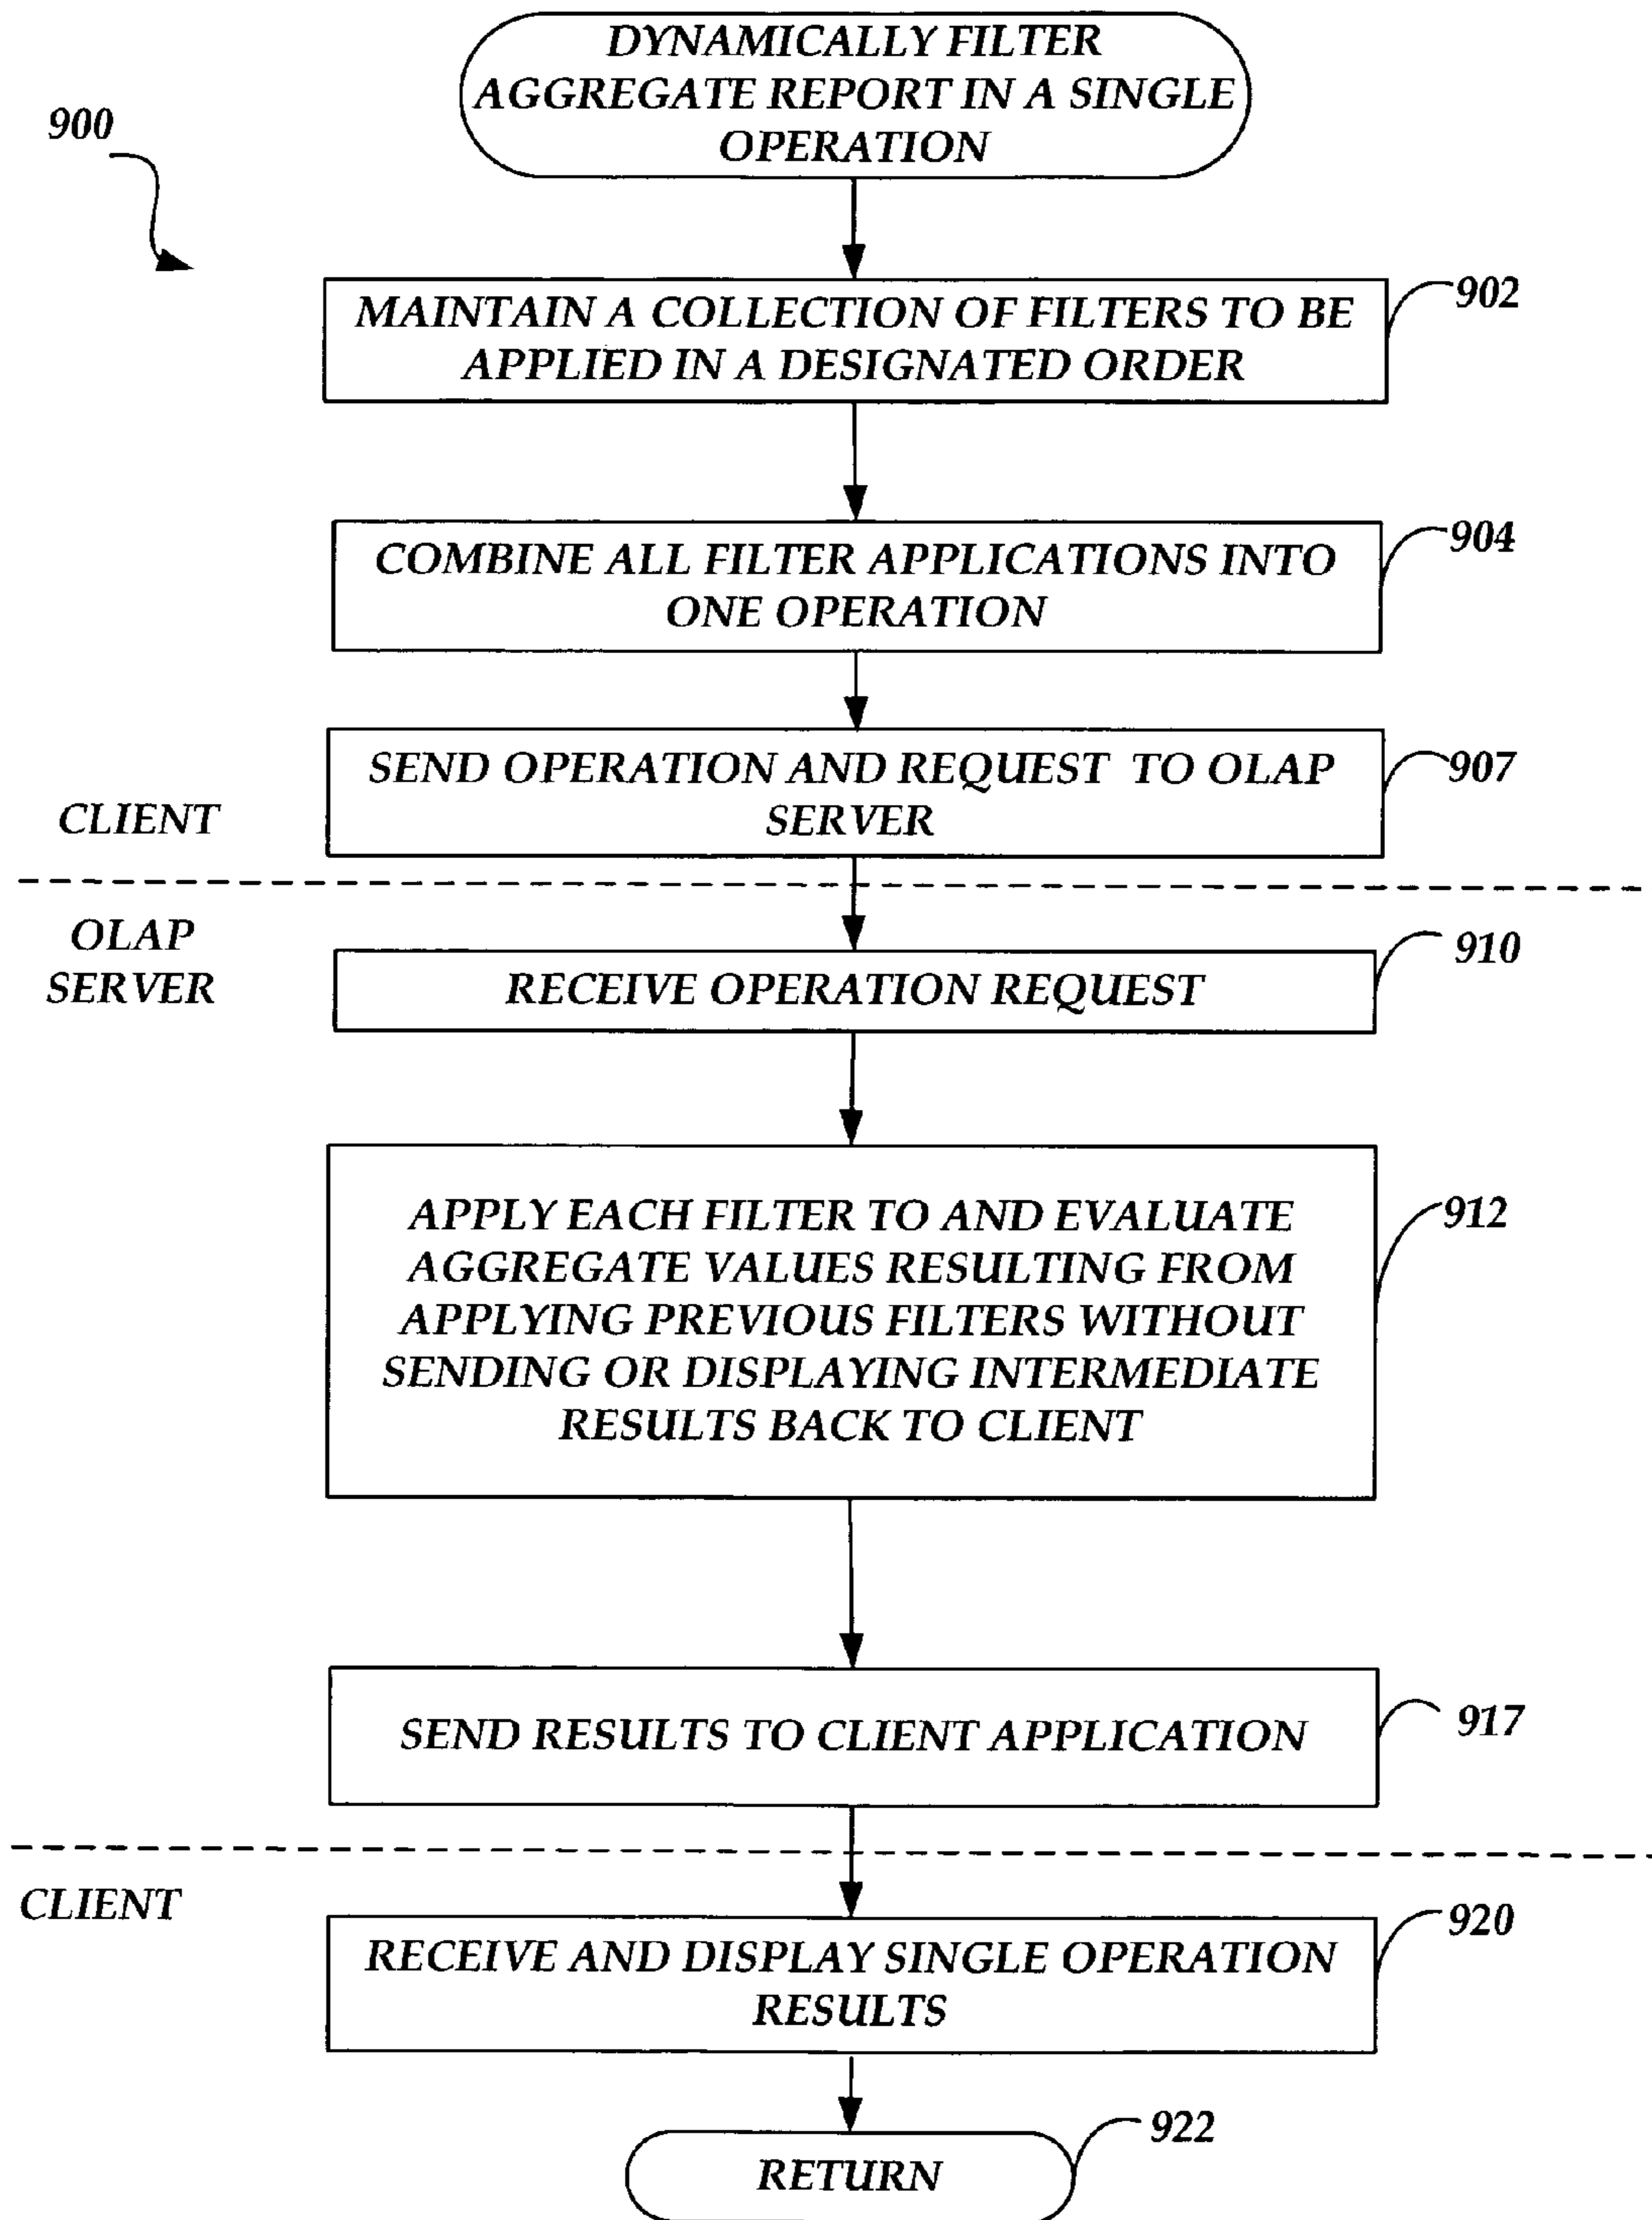 DYNAMICALLY FILTER
AGGREGATE REPORT IN A SINGLE
OPERATION
900
MAINTAIN A COLLECTION OF FILTERS TO BE
APPLIED IN A DESIGNATED ORDER
902
COMBINE ALL FILTER APPLICATIONS INTO
ONE OPERATION
904
SEND OPERATION AND REQUEST TO OLAP
SERVER
907
CLIENT
OLAP
SERVER
RECEIVE OPERATION REQUEST
910
APPLY EACH FILTER TO AND EVALUATE
AGGREGATE VALUES RESULTING FROM
APPLYING PREVIOUS FILTERS WITHOUT
SENDING OR DISPLAYING INTERMEDIATE
RESULTS BACK TO CLIENT
912
SEND RESULTS TO CLIENT APPLICATION
917
CLIENT
RECEIVE AND DISPLAY SINGLE OPERATION
RESULTS
920
RETURN
922